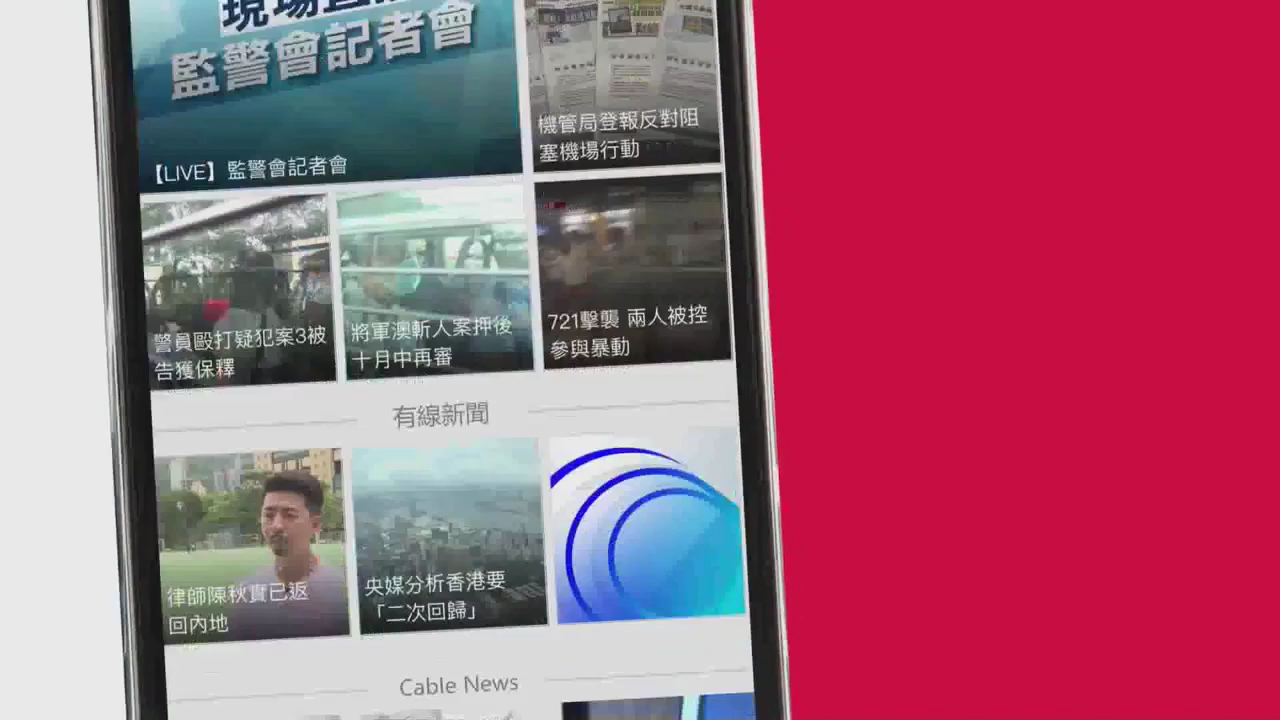 現場直播
監警會記者會
【LIVE】監警會記者會
機管局登報反對阻
塞機場行動
警員毆打疑犯案3被
告獲保釋
將軍澳斬人案押後
十月中再審
721擊襲 兩人被控
參與暴動
有線新聞
律師陳秋實已返
回內地
央媒分析香港要
「二次回歸」
Cable News